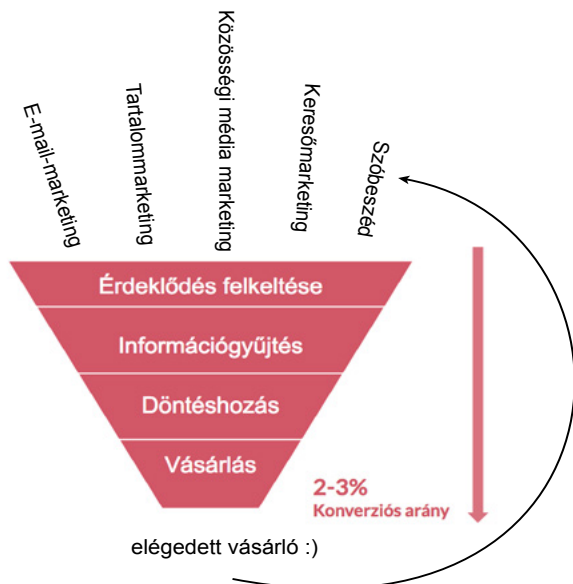 E-mail-marketing
Tartalommarketing
Közösségi média marketing
Keresőmarketing
Szóbeszéd
Érdeklődés felkeltése
Információgyűjtés
Döntéshozás
Vásárlás
2-3%
Konverziós arány
elégedett vásárló :)